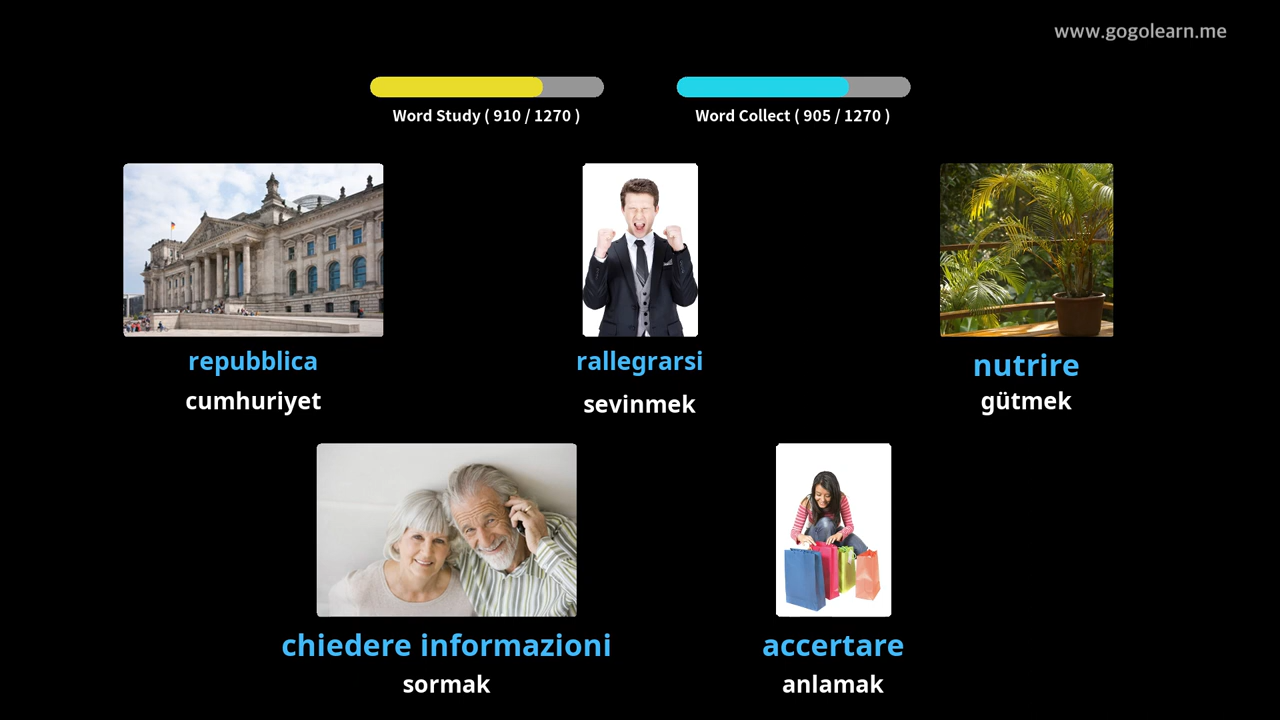 www.gogolearn.me
Word Study ( 910 / 1270 )
Word Collect ( 905 / 1270 )
repubblica
cumhuriyet
rallegrarsi
sevinmek
nutrire
gütmek
chiedere informazioni
sormak
accertare
anlamak